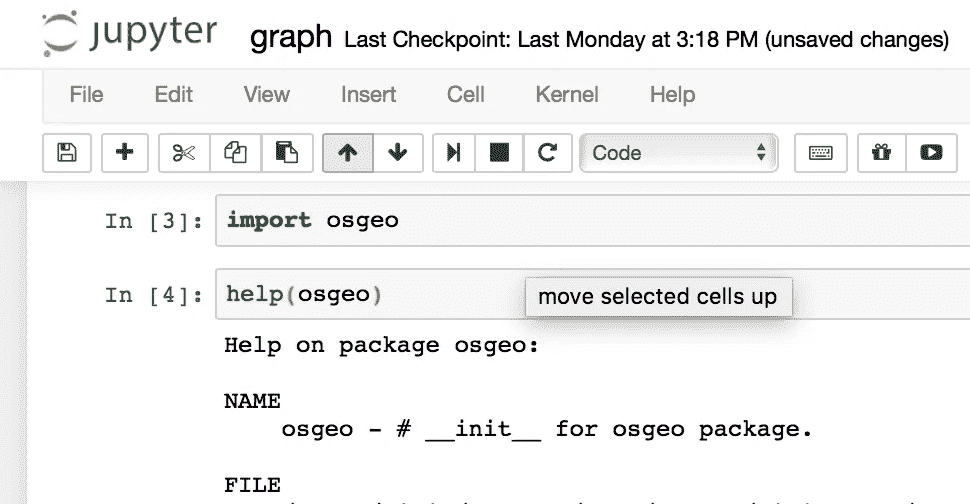 jupyter graph Last Checkpoint: Last Monday at 3:18 PM (unsaved changes)
File Edit View Insert Cell Kernel Help
Code
In [3]: import osgeo
In [4]: help(osgeo)
move selected cells up
Help on package osgeo:
NAME
osgeo - # __init__ for osgeo package.
FILE